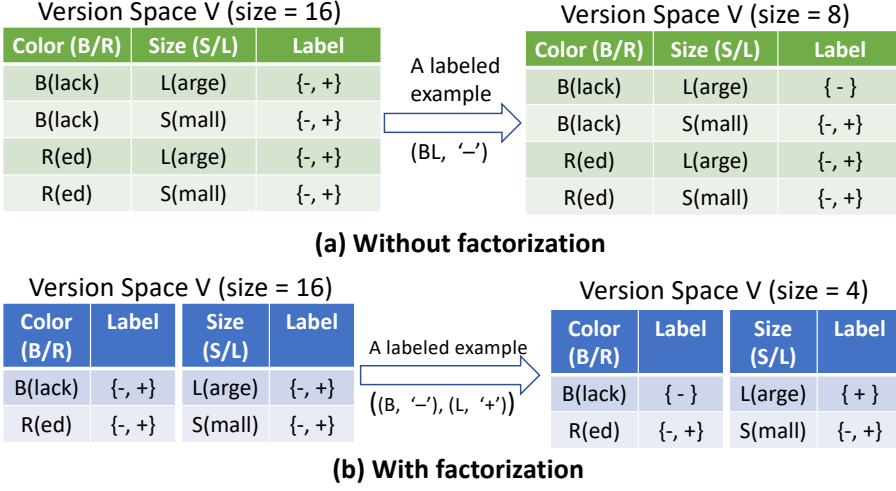 Version Space V (size = 16)
Color (B/R) Size (S/L) Label
B(lack) L(arge) {-, +}
B(lack) S(mall) {-, +}
R(ed) L(arge) {-, +}
R(ed) S(mall) {-, +}
A labeled
example
(BL, ‘–’)
Version Space V (size = 8)
Color (B/R) Size (S/L) Label
B(lack) L(arge) { - }
B(lack) S(mall) {-, +}
R(ed) L(arge) {-, +}
R(ed) S(mall) {-, +}
(a) Without factorization
Version Space V (size = 16)
Color Label Size Label
(B/R) (S/L)
B(lack) {-, +} L(arge) {-, +}
R(ed) {-, +} S(mall) {-, +}
A labeled example
((B, ‘–’), (L, ‘+’))
Version Space V (size = 4)
Color Label Size Label
(B/R) (S/L)
B(lack) { - } L(arge) { + }
R(ed) {-, +} S(mall) {-, +}
(b) With factorization